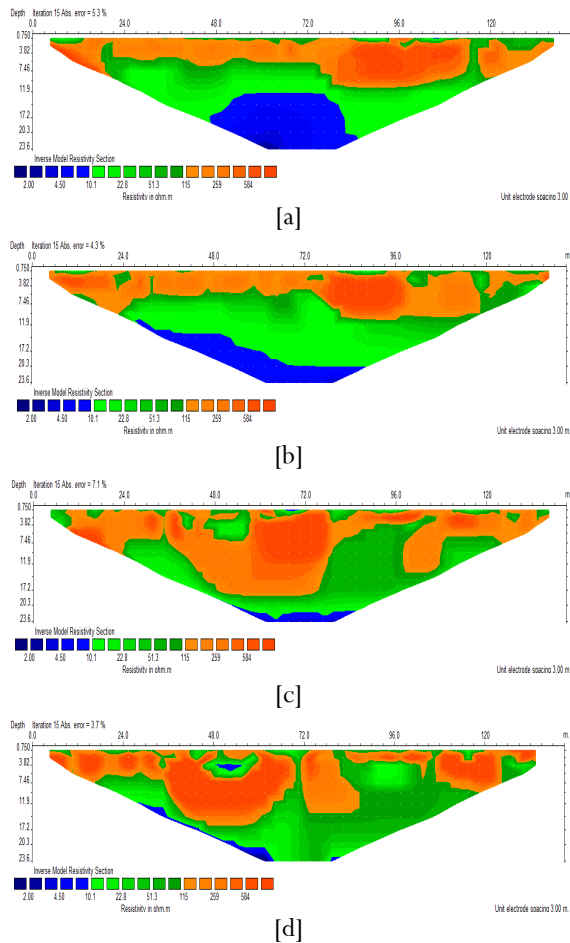 Depth Iteration 15 Abs. error = 5.3 %
0.0 24.0 48.0 72.0 96.0 120
0.750
3.82
7.46
11.9
17.2
20.3
23.6
Inverse Model Resistivity Section
2.00 4.50 10.1 22.8 51.3 115 259 584
Resistivity in ohm.m
Unit electrode spacing 3.00
[a]
Depth Iteration 15 Abs. error = 4.3 %
0.0 24.0 48.0 72.0 96.0 120 m
0.750
3.82
7.46
11.9
17.2
20.3
23.6
Inverse Model Resistivity Section
2.00 4.50 10.1 22.8 51.3 115 259 584
Resistivity in ohm.m
Unit electrode spacing 3.00 m
[b]
Depth Iteration 15 Abs. error = 7.1 %
0.0 24.0 48.0 72.0 96.0 120
0.750
3.82
7.46
11.9
17.2
20.3
23.6
Inverse Model Resistivity Section
2.00 4.50 10.1 22.8 51.3 115 259 584
Resistivity in ohm.m
Unit electrode spacing 3.00 m.
[c]
Depth Iteration 15 Abs. error = 3.7 %
0.0 24.0 48.0 72.0 96.0 120 m.
0.750
3.82
7.46
11.9
17.2
20.3
23.6
Inverse Model Resistivity Section
2.00 4.50 10.1 22.8 51.3 115 259 584
Resistivity in ohm.m
Unit electrode spacing 3.00 m.
[d]